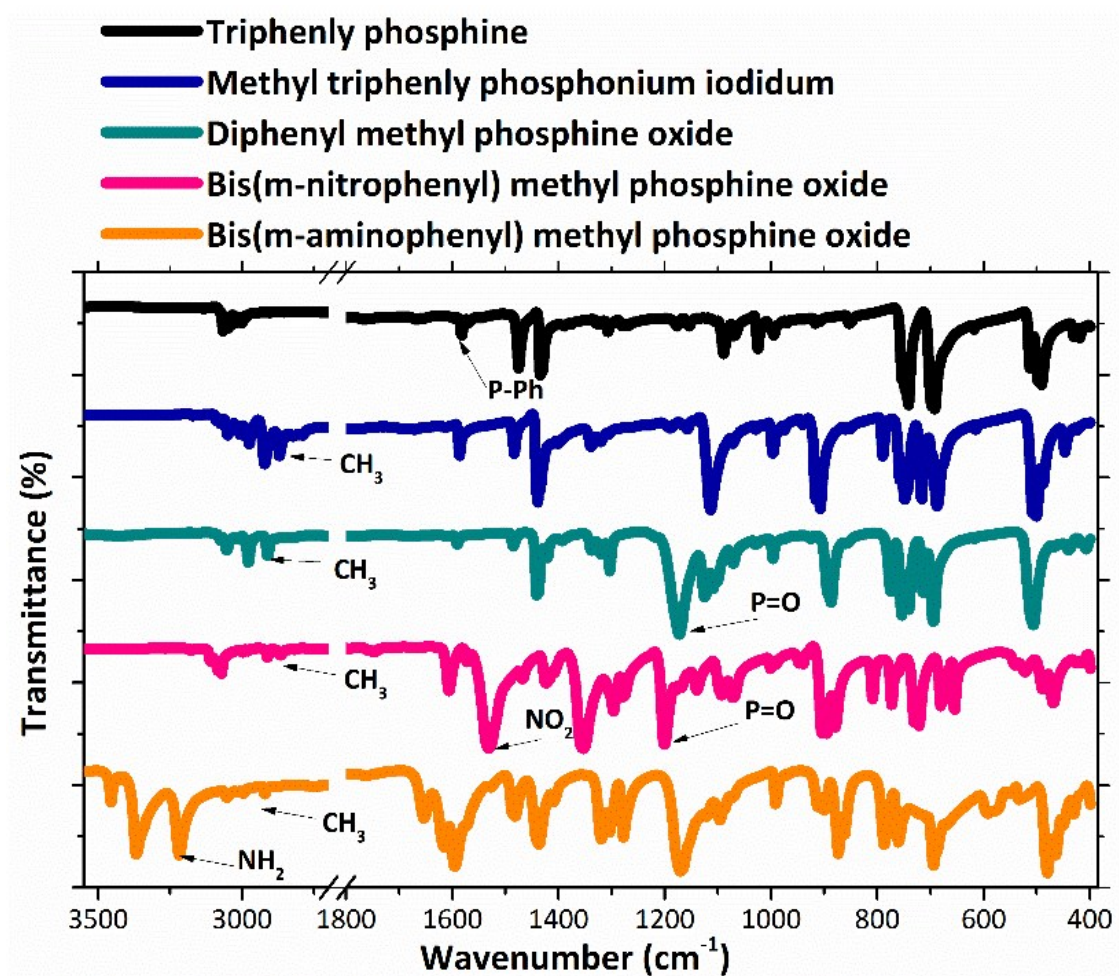 Triphenly phosphine
Methyl triphenly phosphonium iodidum
Diphenyl methyl phosphine oxide
Bis(m-nitrophenyl) methyl phosphine oxide
Bis(m-aminophenyl) methyl phosphine oxide
P-Ph
CH₃
CH₃
P=O
CH₃
NO₂
P=O
CH₃
NH₂
Transmittance (%)
3500 3000 1800 1600 1400 1200 1000 800 600 400
Wavenumber (cm⁻¹)